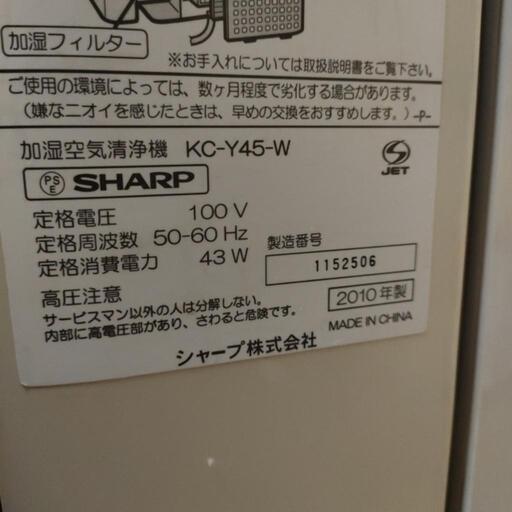 加湿フィルター
※お手入れについては取扱説明書をご覧下さい。
ご使用の環境によっては、数ヶ月程度で劣化する場合があります。
(嫌なニオイを感じたときは、早めの交換をおすすめします。) -P-
加湿空気清浄機 KC-Y45-W
PSE SHARP
JET
定格電圧 100 V
定格周波数 50-60 Hz
定格消費電力 43 W
製造番号
1152506
高圧注意
サービスマン以外の人は分解しない。
内部に高電圧部があり、さわると危険です。
2010年製
MADE IN CHINA
シャープ株式会社